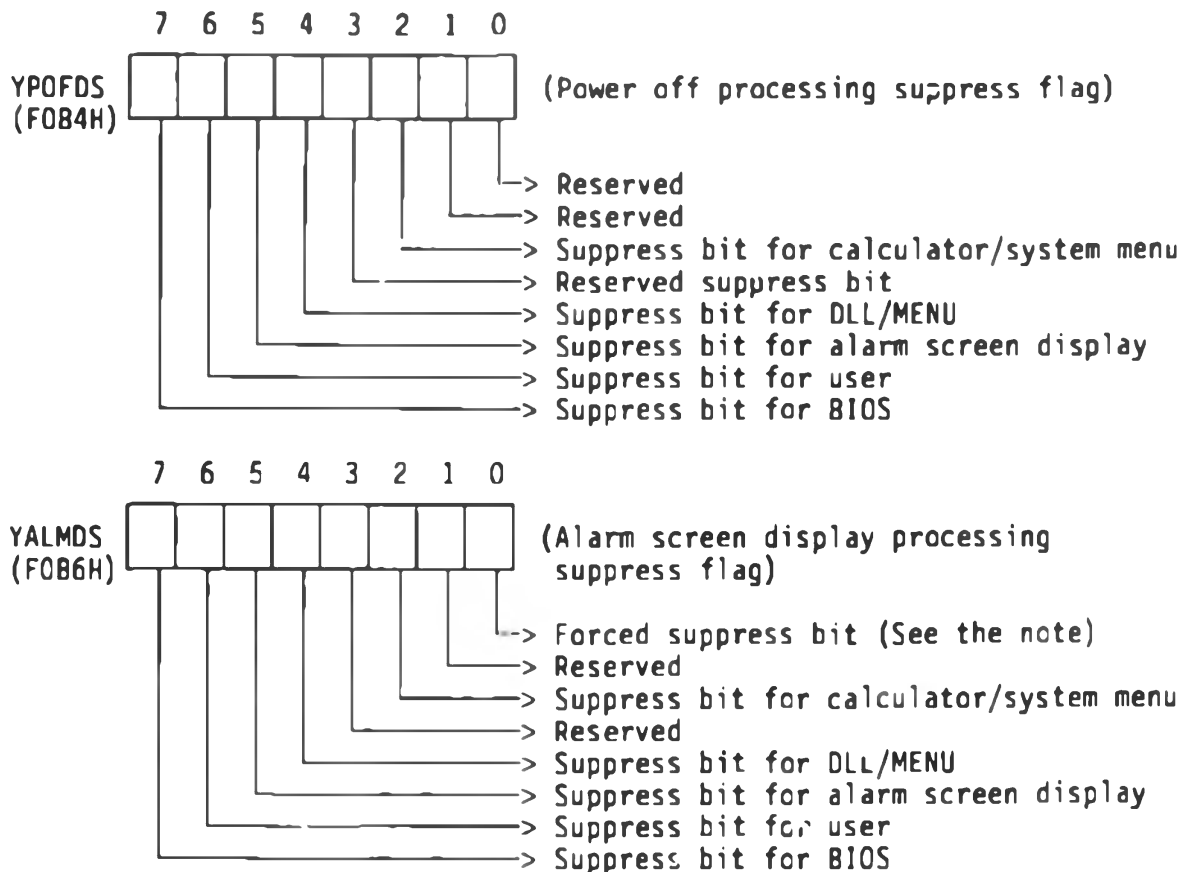 7 6 5 4 3 2 1 0
YPOFDS (Power off processing suppress flag)
(F084H)
-> Reserved
-> Reserved
-> Suppress bit for calculator/system menu
-> Reserved suppress bit
-> Suppress bit for DLL/MENU
-> Suppress bit for alarm screen display
-> Suppress bit for user
-> Suppress bit for BIOS
7 6 5 4 3 2 1 0
YALMDS (Alarm screen display processing
(F086H) suppress flag)
-> Forced suppress bit (See the note)
-> Reserved
-> Suppress bit for calculator/system menu
-> Reserved
-> Suppress bit for DLL/MENU
-> Suppress bit for alarm screen display
-> Suppress bit for user
-> Suppress bit for BIOS